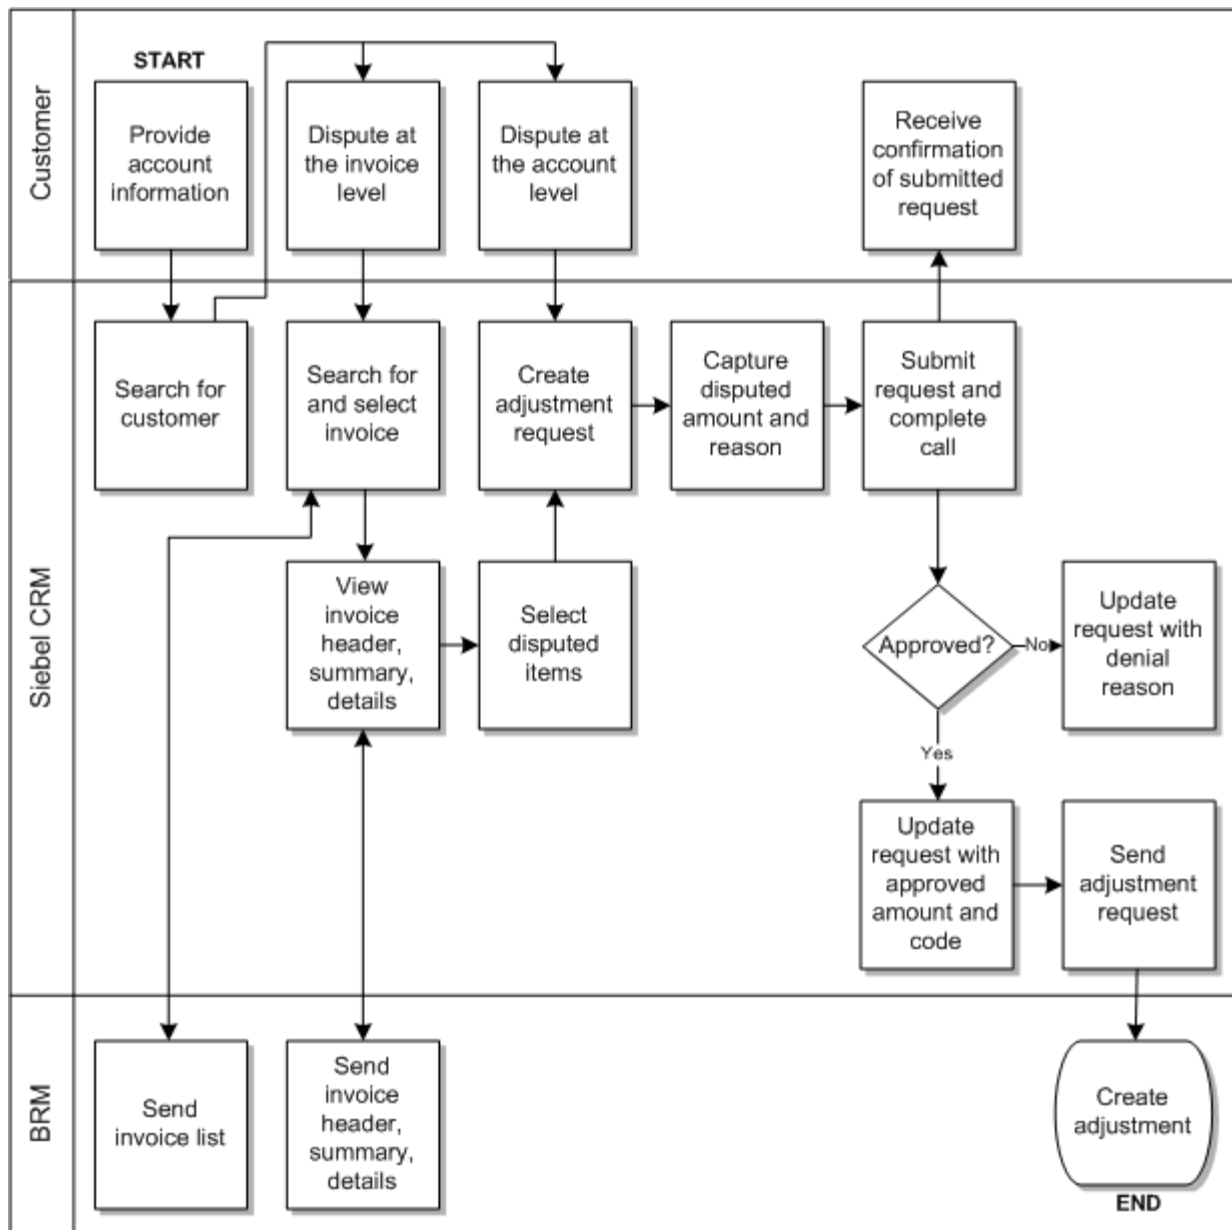 Customer
START
Provide
account
information
Dispute at
the invoice
level
Dispute at
the account
level
Receive
confirmation
of submitted
request
Siebel CRM
Search for
customer
Search for
and select
invoice
Create
adjustment
request
Capture
disputed
amount and
reason
Submit
request and
complete
call
View
invoice
header,
summary,
details
Select
disputed
items
Approved?
No
Update
request with
denial
reason
Yes
Update
request with
approved
amount and
code
Send
adjustment
request
BRM
Send
invoice list
Send
invoice
header,
summary,
details
Create
adjustment
END